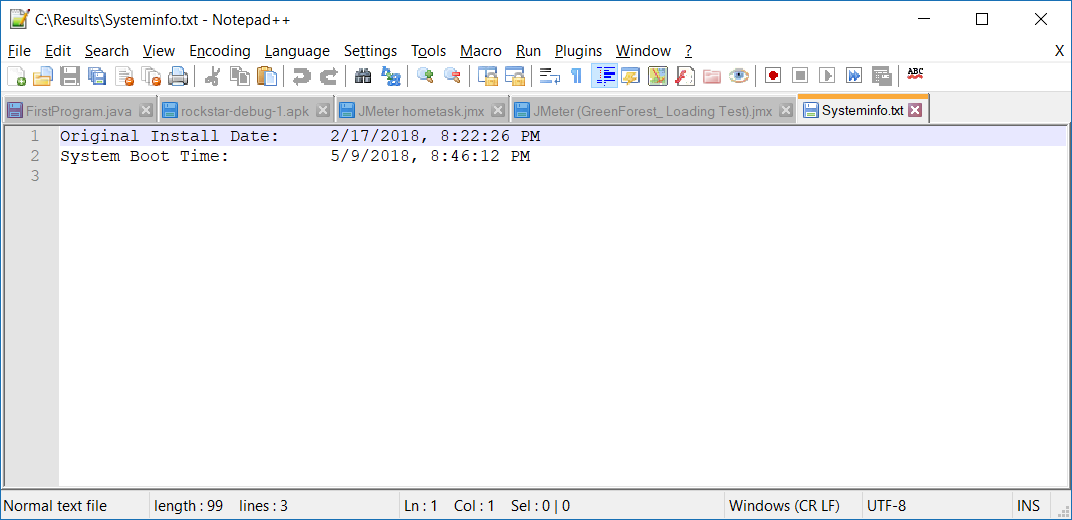 C:\Results\Systeminfo.txt - Notepad++
File Edit Search View Encoding Language Settings Tools Macro Run Plugins Window ? X
ABC
FirstProgram.java rockstar-debug-1.apk JMeter hometask.jmx JMeter (GreenForest_ Loading Test).jmx Systeminfo.txt
1 Original Install Date: 2/17/2018, 8:22:26 PM
2 System Boot Time: 5/9/2018, 8:46:12 PM
3
Normal text file length : 99 lines : 3 Ln : 1 Col : 1 Sel : 0 | 0 Windows (CR LF) UTF-8 INS